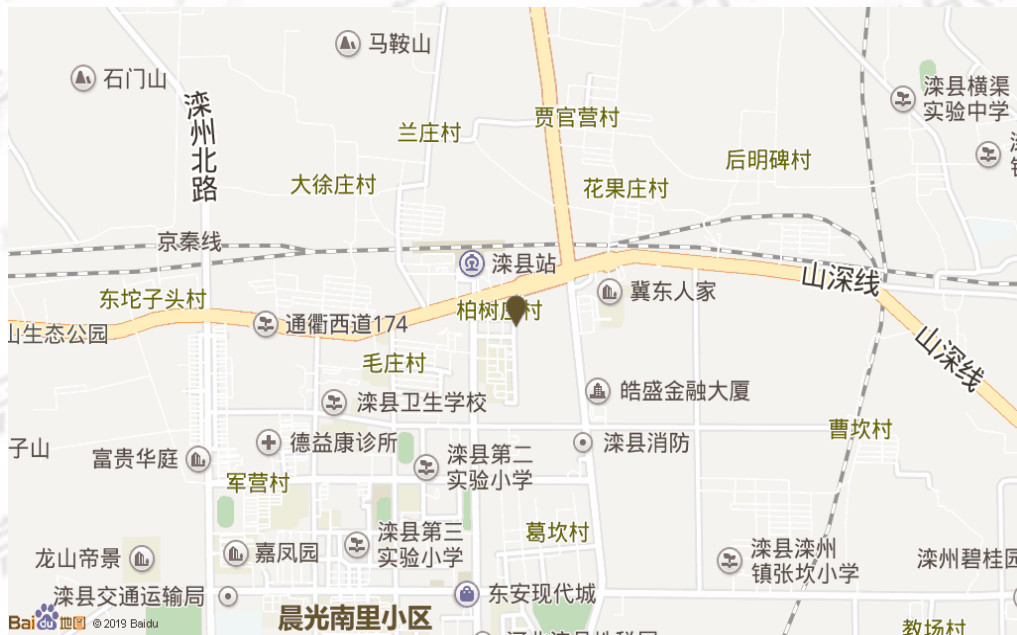 马鞍山
石门山
滦县横渠
实验中学
滦州北路
贾官营村
兰庄村
后明碑村
大徐庄村
花果庄村
京秦线
滦县站
山深线
冀东人家
东坨子头村
柏树庄村
通衢西道174
山生态公园
山深线
毛庄村
皓盛金融大厦
滦县卫生学校
曹坎村
德益康诊所
滦县消防
子山
富贵华庭
滦县第二
实验小学
军营村
葛坎村
滦县第三
实验小学
嘉凤园
龙山帝景
滦县滦州
镇张坎小学
滦州碧桂园
滦县交通运输局
东安现代城
晨光南里小区
Baidu地图 © 2019 Baidu
教场村